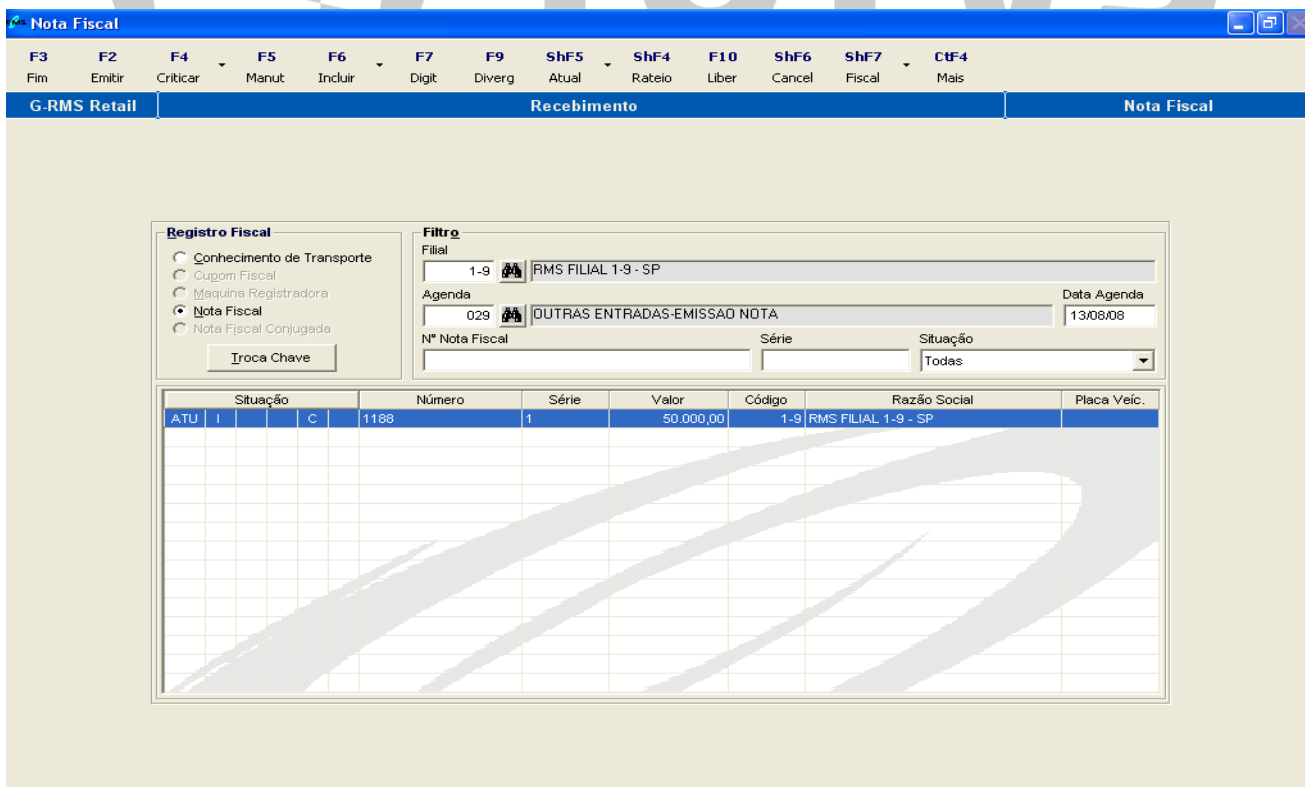 Nota Fiscal
F3 F2 F4 F5 F6 F7 F9 ShF5 ShF4 F10 ShF6 ShF7 CtF4
Fim Emitir Criticar Manut Incluir Digit Diverg Atual Rateio Liber Cancel Fiscal Mais
G-RMS Retail Recebimento Nota Fiscal
Registro Fiscal
Conhecimento de Transporte
Cupom Fiscal
Maquina Registradora
Nota Fiscal
Nota Fiscal Conjugada
Troca Chave
Filtro
Filial
1-9 RMS FILIAL 1-9 - SP
Agenda Data Agenda
029 OUTRAS ENTRADAS-EMISSAO NOTA 13/08/08
Nº Nota Fiscal Série Situação
Todas
Situação Número Série Valor Código Razão Social Placa Veíc.
ATU I C 1188 1 50.000,00 1-9 RMS FILIAL 1-9 - SP